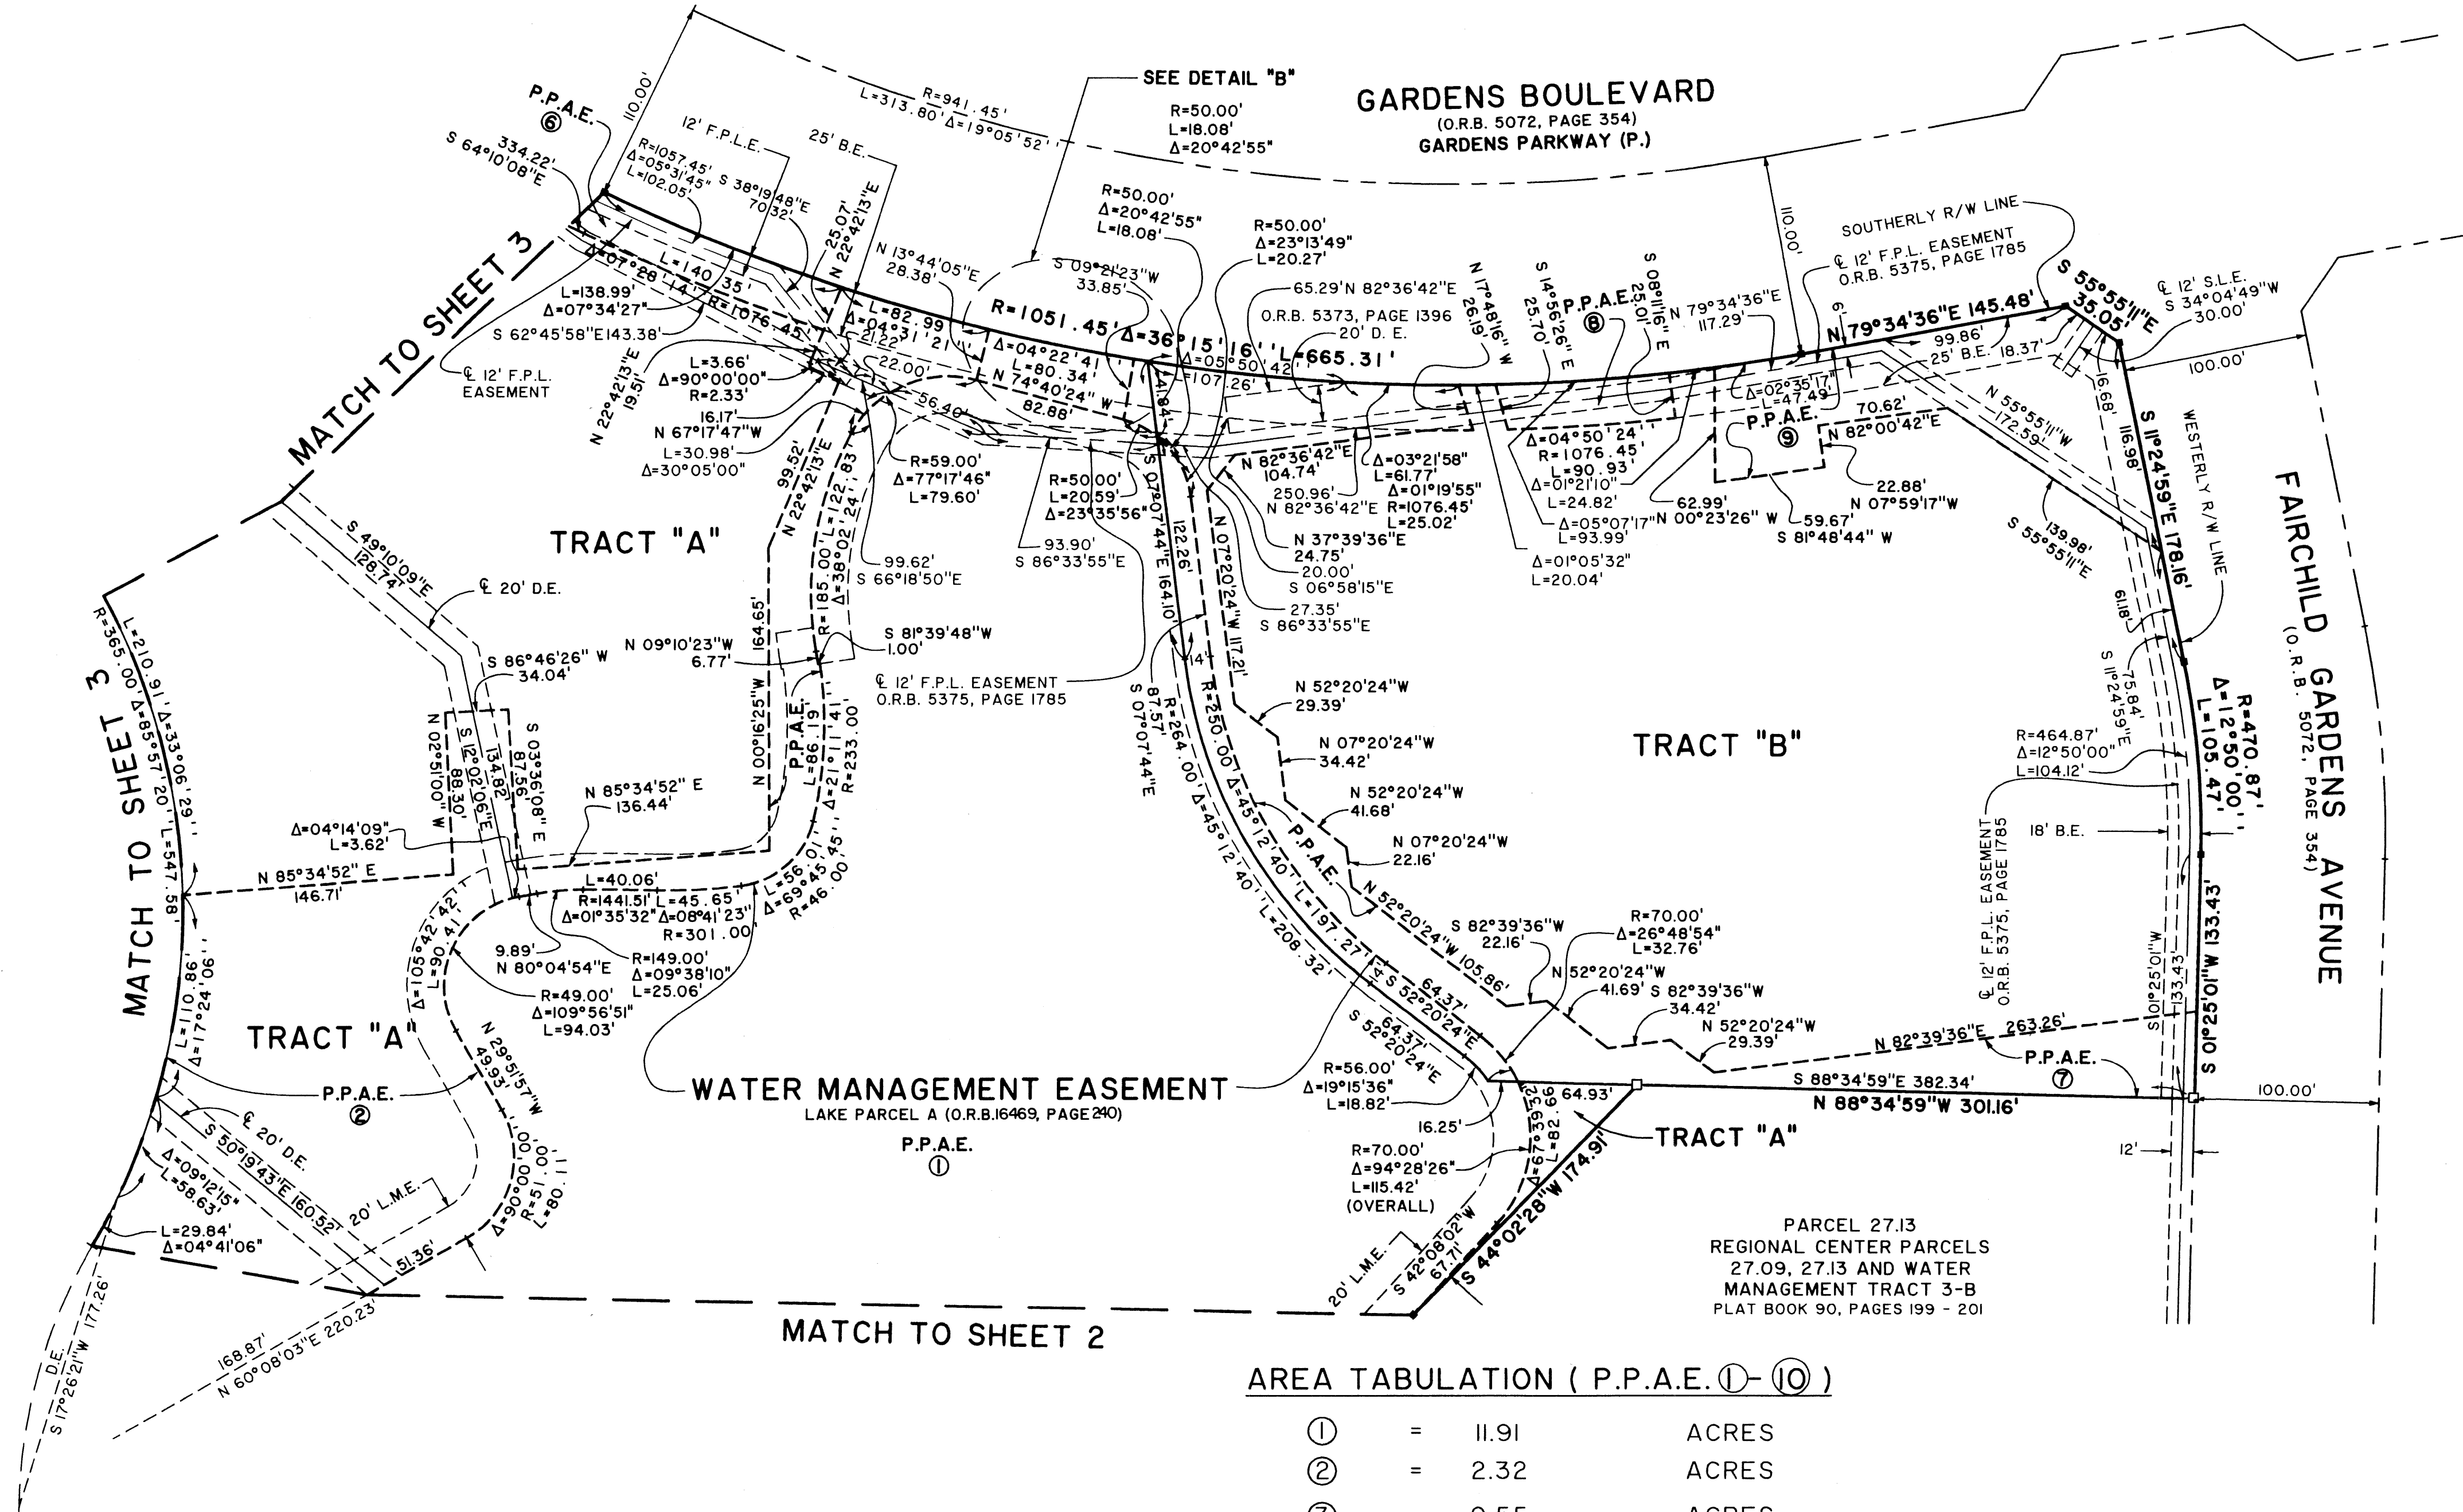 SEE DETAIL "B"
R=50.00'
L=18.08'
Δ=20°42'55"
GARDENS BOULEVARD
(O.R.B. 5072, PAGE 354)
GARDENS PARKWAY (P.)
R=941.45'
L=313.80' Δ=19°05'52''
110.00'
P.P.A.E.
⑥
334.22'
S 64°10'08"E
12' F.P.L.E.
25' B.E.
R=1057.45'
Δ=05°31'45"
L=102.05'
S 38°19'48"E
70.32'
25.07'
N 22°42'13"E
N 13°44'05"E
28.38'
S 09°21'23"W
33.85'
R=50.00'
Δ=20°42'55"
L=18.08'
R=50.00'
Δ=23°13'49"
L=20.27'
65.29' N 82°36'42"E
O.R.B. 5373, PAGE 1396
20' D. E.
N 17°48'16" W
26.19'
S 14°56'26" E
25.70'
P.P.A.E.
⑧
S 08°11'16" E
25.01'
N 79°34'36"E
117.29'
110.00'
SOUTHERLY R/W LINE
℄ 12' F.P.L. EASEMENT
O.R.B. 5375, PAGE 1785
6'
N 79°34'36"E 145.48'
S 55°55'11"E
35.05'
℄ 12' S.L.E.
S 34°04'49"W
30.00'
100.00'
99.86'
25' B.E. 18.37'
16.68'
116.98'
S 11°24'59"E 178.16'
WESTERLY R/W LINE
FAIRCHILD GARDENS AVENUE
(O.R.B. 5072, PAGE 354)
MATCH TO SHEET 3
L=140 35'
Δ=07°28'14'' R=1076.45'
L=138.99'
Δ=07°34'27"
S 62°45'58"E 143.38'
℄ 12' F.P.L.
EASEMENT
N 22°42'13"E
19.51'
L=3.66'
Δ=90°00'00"
R=2.33'
16.17'
N 67°17'47"W
L=30.98'
Δ=30°05'00"
L=82.99
Δ=04°31'21''
21.22'
22.00'
56.40'
R=1051.45' Δ=36°15'16'' L=665.31'
Δ=04°22'41''
L=80.34'
N 74°40'24" W
82.88'
Δ=05°50'42''
L=107.26'
41.84'
R=59.00'
Δ=77°17'46"
L=79.60'
R=50.00'
L=20.59'
Δ=23°35'56"
N 82°36'42"E
104.74'
250.96'
N 82°36'42"E
Δ=03°21'58"
L=61.77
Δ=01°19'55"
R=1076.45'
L=25.02'
Δ=04°50'24''
R=1076.45'
L=90.93'
Δ=01°21'10"
L=24.82'
Δ=05°07'17"
L=93.99'
Δ=01°05'32"
L=20.04'
62.99'
N 00°23'26" W
Δ=02°35'17"
L=47.49'
P.P.A.E.
⑨
70.62'
N 82°00'42"E
22.88'
N 07°59'17"W
59.67'
S 81°48'44" W
N 55°55'11"W
172.59'
139.98'
S 55°55'11"E
N 37°39'36"E
24.75'
20.00'
S 06°58'15"E
27.35'
S 86°33'55"E
93.90'
S 86°33'55"E
99.62'
S 66°18'50"E
TRACT "A"
99.52'
N 22°42'13"E
R=185.00' L=122.83'
Δ=38°02'24''
S 49°10'09"E
128.74'
℄ 20' D.E.
R=365.00' Δ=85°57'20'' L=547.58'
L=210.91' Δ=33°06'29''
MATCH TO SHEET 3
S 86°46'26" W
34.04'
N 09°10'23"W
6.77'
S 81°39'48"W
1.00'
N 00°16'25"W 164.65'
P.P.A.E.
L=86.19'
Δ=21°11'41''
R=233.00'
℄ 12' F.P.L. EASEMENT
O.R.B. 5375, PAGE 1785
S 07°07'44"E 164.10'
122.26'
N 07°20'24"W 117.21'
14'
87.57'
S 07°07'44"E
N 52°20'24"W
29.39'
N 07°20'24"W
34.42'
N 52°20'24"W
41.68'
N 07°20'24"W
22.16'
TRACT "B"
61.18'
75.84'
S 11°24'59"E
R=470.87'
Δ=12°50'00''
L=105.47'
R=464.87'
Δ=12°50'00"
L=104.12'
18' B.E.
℄ 12' F.P.L. EASEMENT
O.R.B. 5375, PAGE 1785
N 02°51'00" W
88.30'
S 12°02'06"E
134.82'
S 03°36'08" E
87.56'
N 85°34'52" E
136.44'
Δ=04°14'09"
L=3.62'
N 85°34'52" E
146.71'
L=40.06'
R=1441.51'
Δ=01°35'32"
L=45.65'
Δ=08°41'23"
R=301.00'
L=56.01'
Δ=69°45'45''
R=46.00'
9.89'
N 80°04'54"E
R=149.00'
Δ=09°38'10"
L=25.06'
R=49.00'
Δ=109°56'51"
L=94.03'
Δ=105°42'42'
L=90.41'
R=264.00' Δ=45°12'40' L=208.32'
R=250.00' Δ=45°12'40' L=197.27'
P.P.A.E.
N 52°20'24"W 105.86'
S 82°39'36"W
22.16'
R=70.00'
Δ=26°48'54"
L=32.76'
N 52°20'24"W
41.69'
S 82°39'36"W
34.42'
N 52°20'24"W
29.39'
14'
64.37'
S 52°20'24"E
64.37'
S 52°20'24"E
S 01°25'01"W
133.43'
S 01°25'01"W 133.43'
N 82°39'36"E 263.26'
P.P.A.E.
⑦
S 88°34'59"E 382.34'
N 88°34'59"W 301.16'
100.00'
12'
L=110.86'
Δ=17°24'06''
TRACT "A"
P.P.A.E.
②
N 29°51'57"W
49.93'
WATER MANAGEMENT EASEMENT
LAKE PARCEL A (O.R.B.16469, PAGE 240)
P.P.A.E.
①
R=56.00'
Δ=19°15'36"
L=18.82'
16.25'
64.93'
Δ=67°39'32'
L=82.66
TRACT "A"
R=70.00'
Δ=94°28'26"
L=115.42'
(OVERALL)
S 44°02'28"W 174.91'
S 42°08'02"W
67.71'
20' L.M.E.
℄ 20' D.E.
S 50°19'43"E 160.52'
Δ=09°12'15"
L=58.63'
Δ=90°00'00''
R=51.00'
L=80.11'
20' L.M.E.
51.36'
L=29.84'
Δ=04°41'06"
D.E.
S 17°26'21"W 177.26'
168.87'
N 60°08'03"E 220.23'
MATCH TO SHEET 2
PARCEL 27.13
REGIONAL CENTER PARCELS
27.09, 27.13 AND WATER
MANAGEMENT TRACT 3-B
PLAT BOOK 90, PAGES 199 - 201
AREA TABULATION ( P.P.A.E. ①- ⑩ )
① = 11.91 ACRES
② = 2.32 ACRES